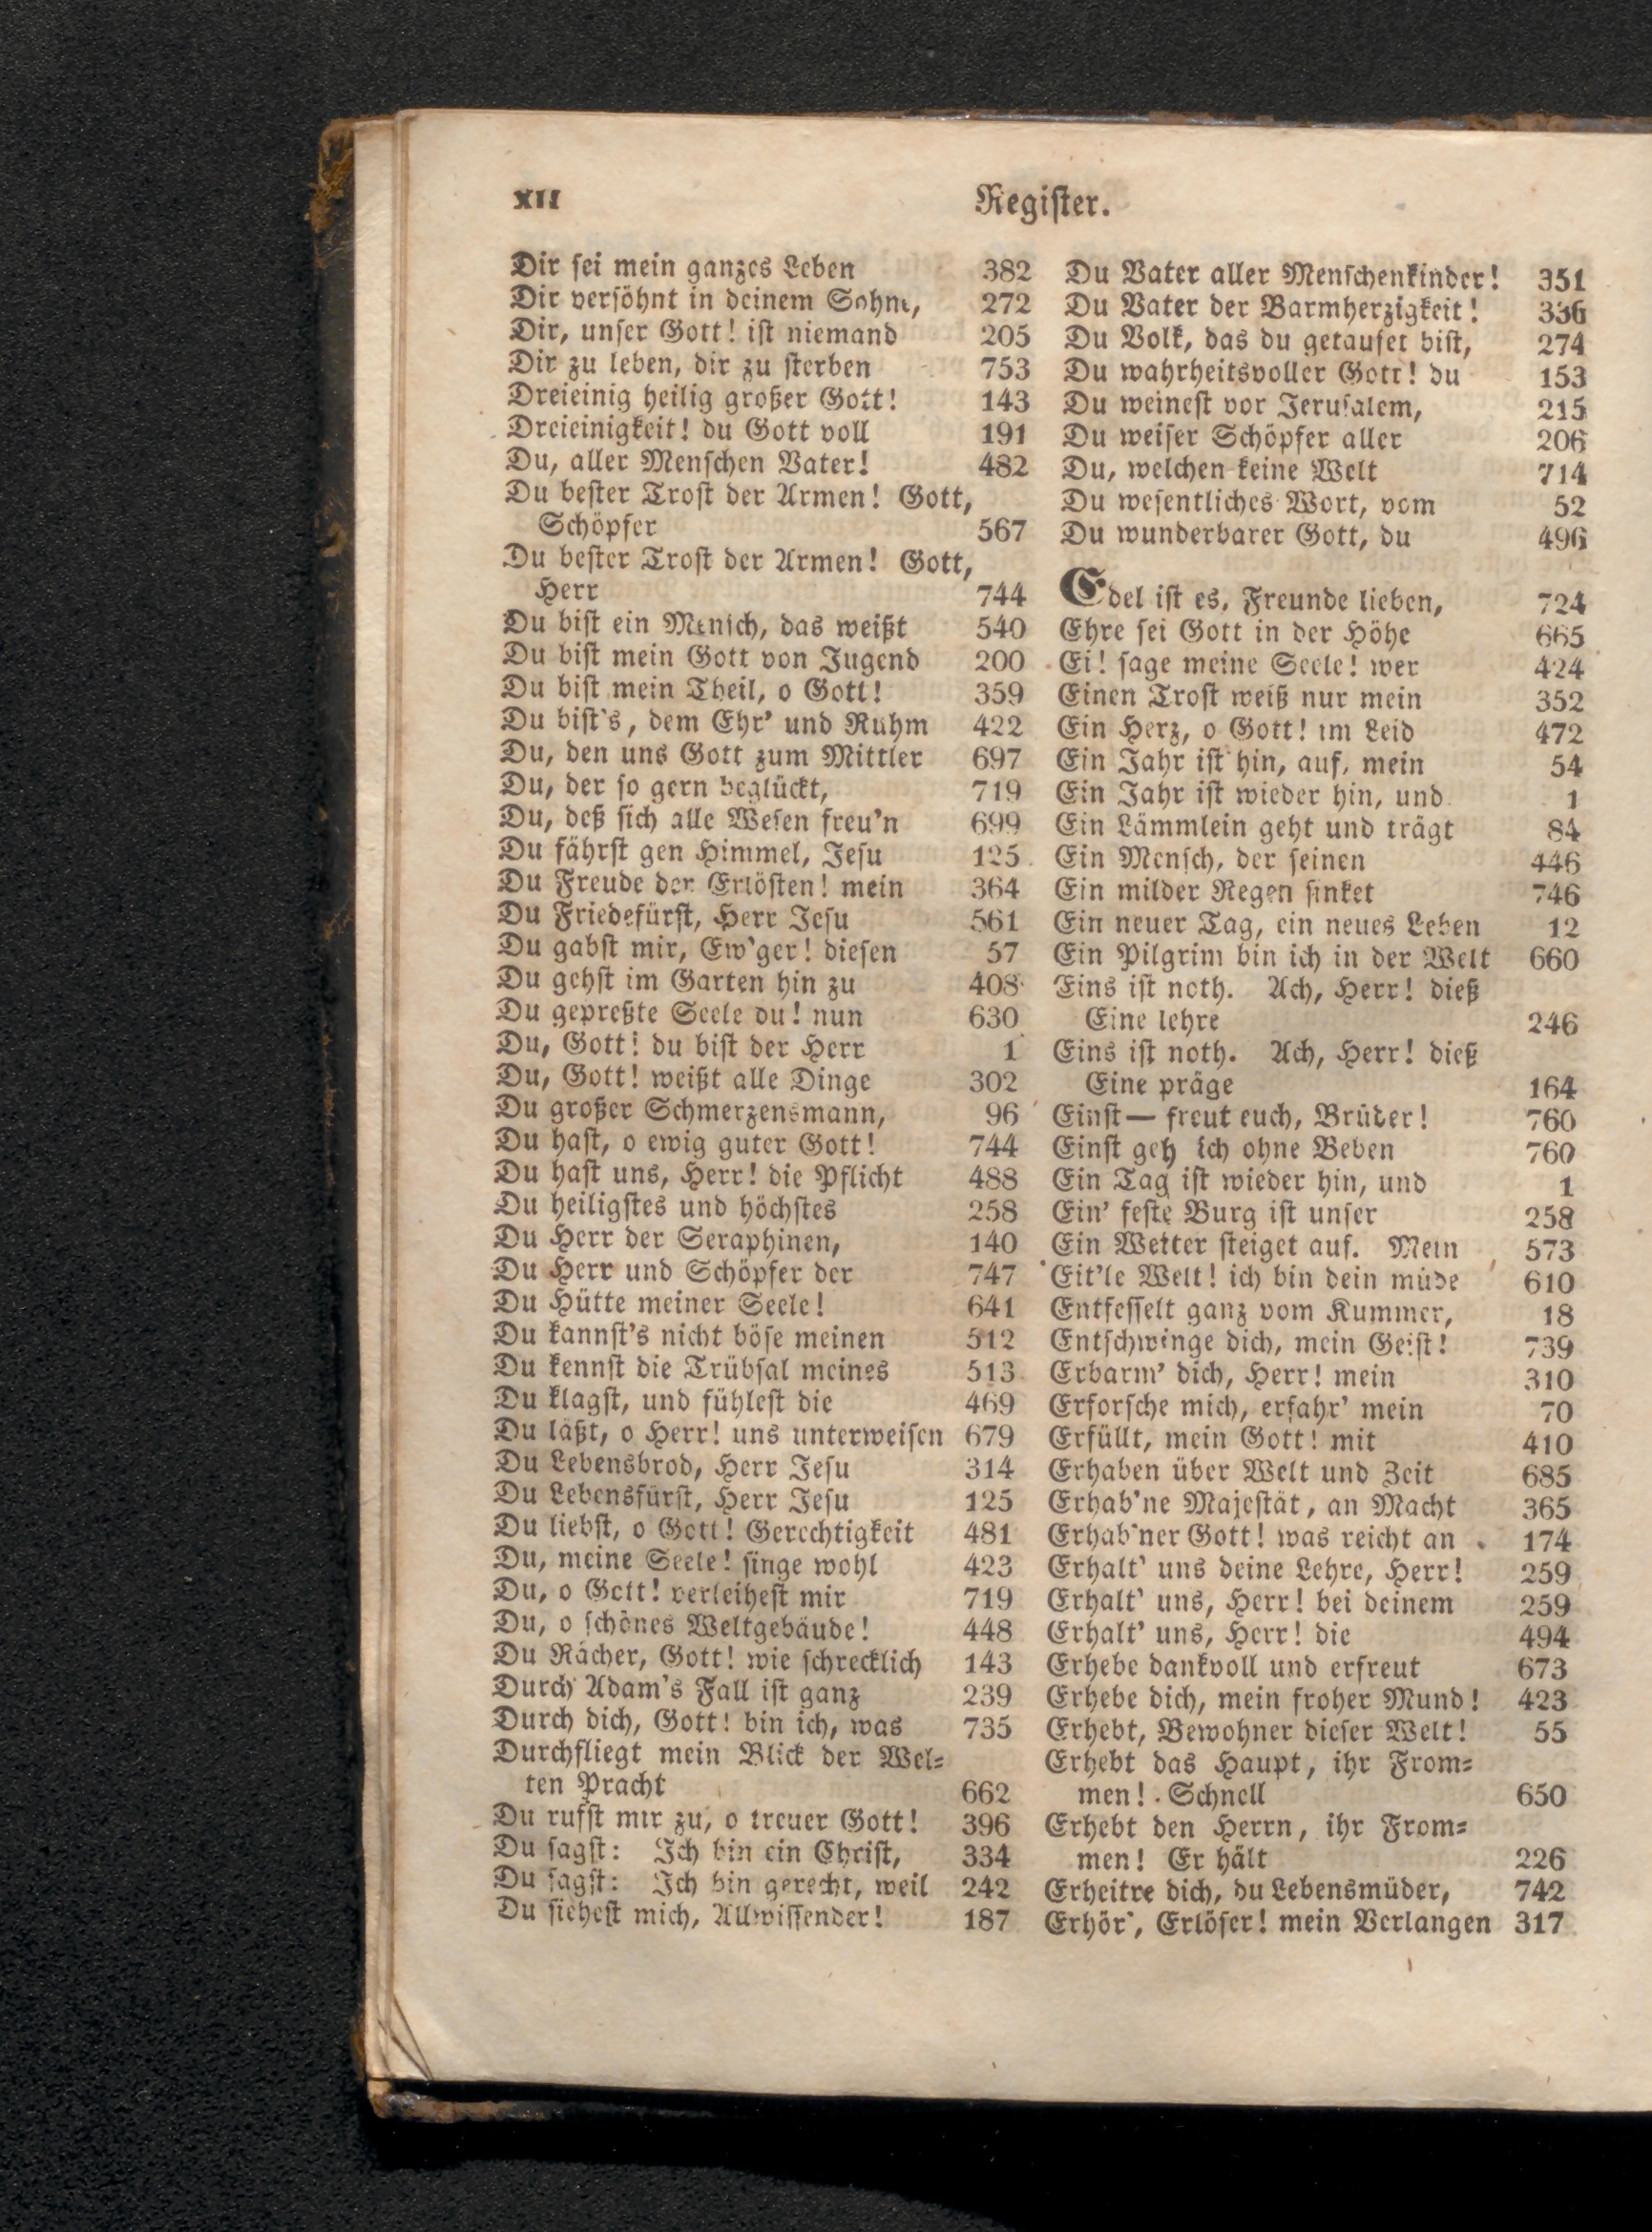 XII
Register.
Dir sei mein ganzes Leben 382
Dir versöhnt in deinem Sohne, 272
Dir, unser Gott! ist niemand 205
Dir zu leben, dir zu sterben 753
Dreieinig heilig großer Gott! 143
Dreieinigkeit! du Gott voll 191
Du, aller Menschen Vater! 482
Du bester Trost der Armen! Gott,
Schöpfer 567
Du bester Trost der Armen! Gott,
Herr 744
Du bist ein Mensch, das weißt 540
Du bist mein Gott von Jugend 200
Du bist mein Theil, o Gott! 359
Du bist's, dem Ehr' und Ruhm 422
Du, den uns Gott zum Mittler 697
Du, der so gern beglückt, 719
Du, deß sich alle Wesen freu'n 699
Du fährst gen Himmel, Jesu 125
Du Freude der Erlösten! mein 364
Du Friedefürst, Herr Jesu 561
Du gabst mir, Ew'ger! diesen 57
Du gehst im Garten hin zu 408
Du gepreßte Seele du! nun 630
Du, Gott! du bist der Herr 1
Du, Gott! weißt alle Dinge 302
Du großer Schmerzensmann, 96
Du hast, o ewig guter Gott! 744
Du hast uns, Herr! die Pflicht 488
Du heiligstes und höchstes 258
Du Herr der Seraphinen, 140
Du Herr und Schöpfer der 747
Du Hütte meiner Seele! 641
Du kannst's nicht böse meinen 512
Du kennst die Trübsal meines 513
Du klagst, und fühlest die 469
Du läßt, o Herr! uns unterweisen 679
Du Lebensbrod, Herr Jesu 314
Du Lebensfürst, Herr Jesu 125
Du liebst, o Gott! Gerechtigkeit 481
Du, meine Seele! singe wohl 423
Du, o Gott! verleihest mir 719
Du, o schönes Weltgebäude! 448
Du Rächer, Gott! wie schrecklich 143
Durch Adam's Fall ist ganz 239
Durch dich, Gott! bin ich, was 735
Durchfliegt mein Blick der Wel=
ten Pracht 662
Du rufst mir zu, o treuer Gott! 396
Du sagst: Ich bin ein Christ, 334
Du sagst: Ich bin gerecht, weil 242
Du siehest mich, Allwissender! 187
Du Vater aller Menschenkinder! 351
Du Vater der Barmherzigkeit! 336
Du Volk, das du getaufet bist, 274
Du wahrheitsvoller Gott! du 153
Du weinest vor Jerusalem, 215
Du weiser Schöpfer aller 206
Du, welchen keine Welt 714
Du wesentliches Wort, vom 52
Du wunderbarer Gott, du 496
Edel ist es, Freunde lieben, 724
Ehre sei Gott in der Höhe 665
Ei! sage meine Seele! wer 424
Einen Trost weiß nur mein 352
Ein Herz, o Gott! im Leid 472
Ein Jahr ist hin, auf, mein 54
Ein Jahr ist wieder hin, und 1
Ein Lämmlein geht und trägt 84
Ein Mensch, der seinen 446
Ein milder Regen sinket 746
Ein neuer Tag, ein neues Leben 12
Ein Pilgrim bin ich in der Welt 660
Eins ist noth. Ach, Herr! dieß
Eine lehre 246
Eins ist noth. Ach, Herr! dieß
Eine präge 164
Einst— freut euch, Brüder! 760
Einst geh ich ohne Beben 760
Ein Tag ist wieder hin, und 1
Ein' feste Burg ist unser 258
Ein Wetter steiget auf. Mein 573
Eit'le Welt! ich bin dein müde 610
Entfesselt ganz vom Kummer, 18
Entschwinge dich, mein Geist! 739
Erbarm' dich, Herr! mein 310
Erforsche mich, erfahr' mein 70
Erfüllt, mein Gott! mit 410
Erhaben über Welt und Zeit 685
Erhab'ne Majestät, an Macht 365
Erhab'ner Gott! was reicht an 174
Erhalt' uns deine Lehre, Herr! 259
Erhalt' uns, Herr! bei deinem 259
Erhalt' uns, Herr! die 494
Erhebe dankvoll und erfreut 673
Erhebe dich, mein froher Mund! 423
Erhebt, Bewohner dieser Welt! 55
Erhebt das Haupt, ihr From=
men! Schnell 650
Erhebt den Herrn, ihr From=
men! Er hält 226
Erheitre dich, du Lebensmüder, 742
Erhör', Erlöser! mein Verlangen 317